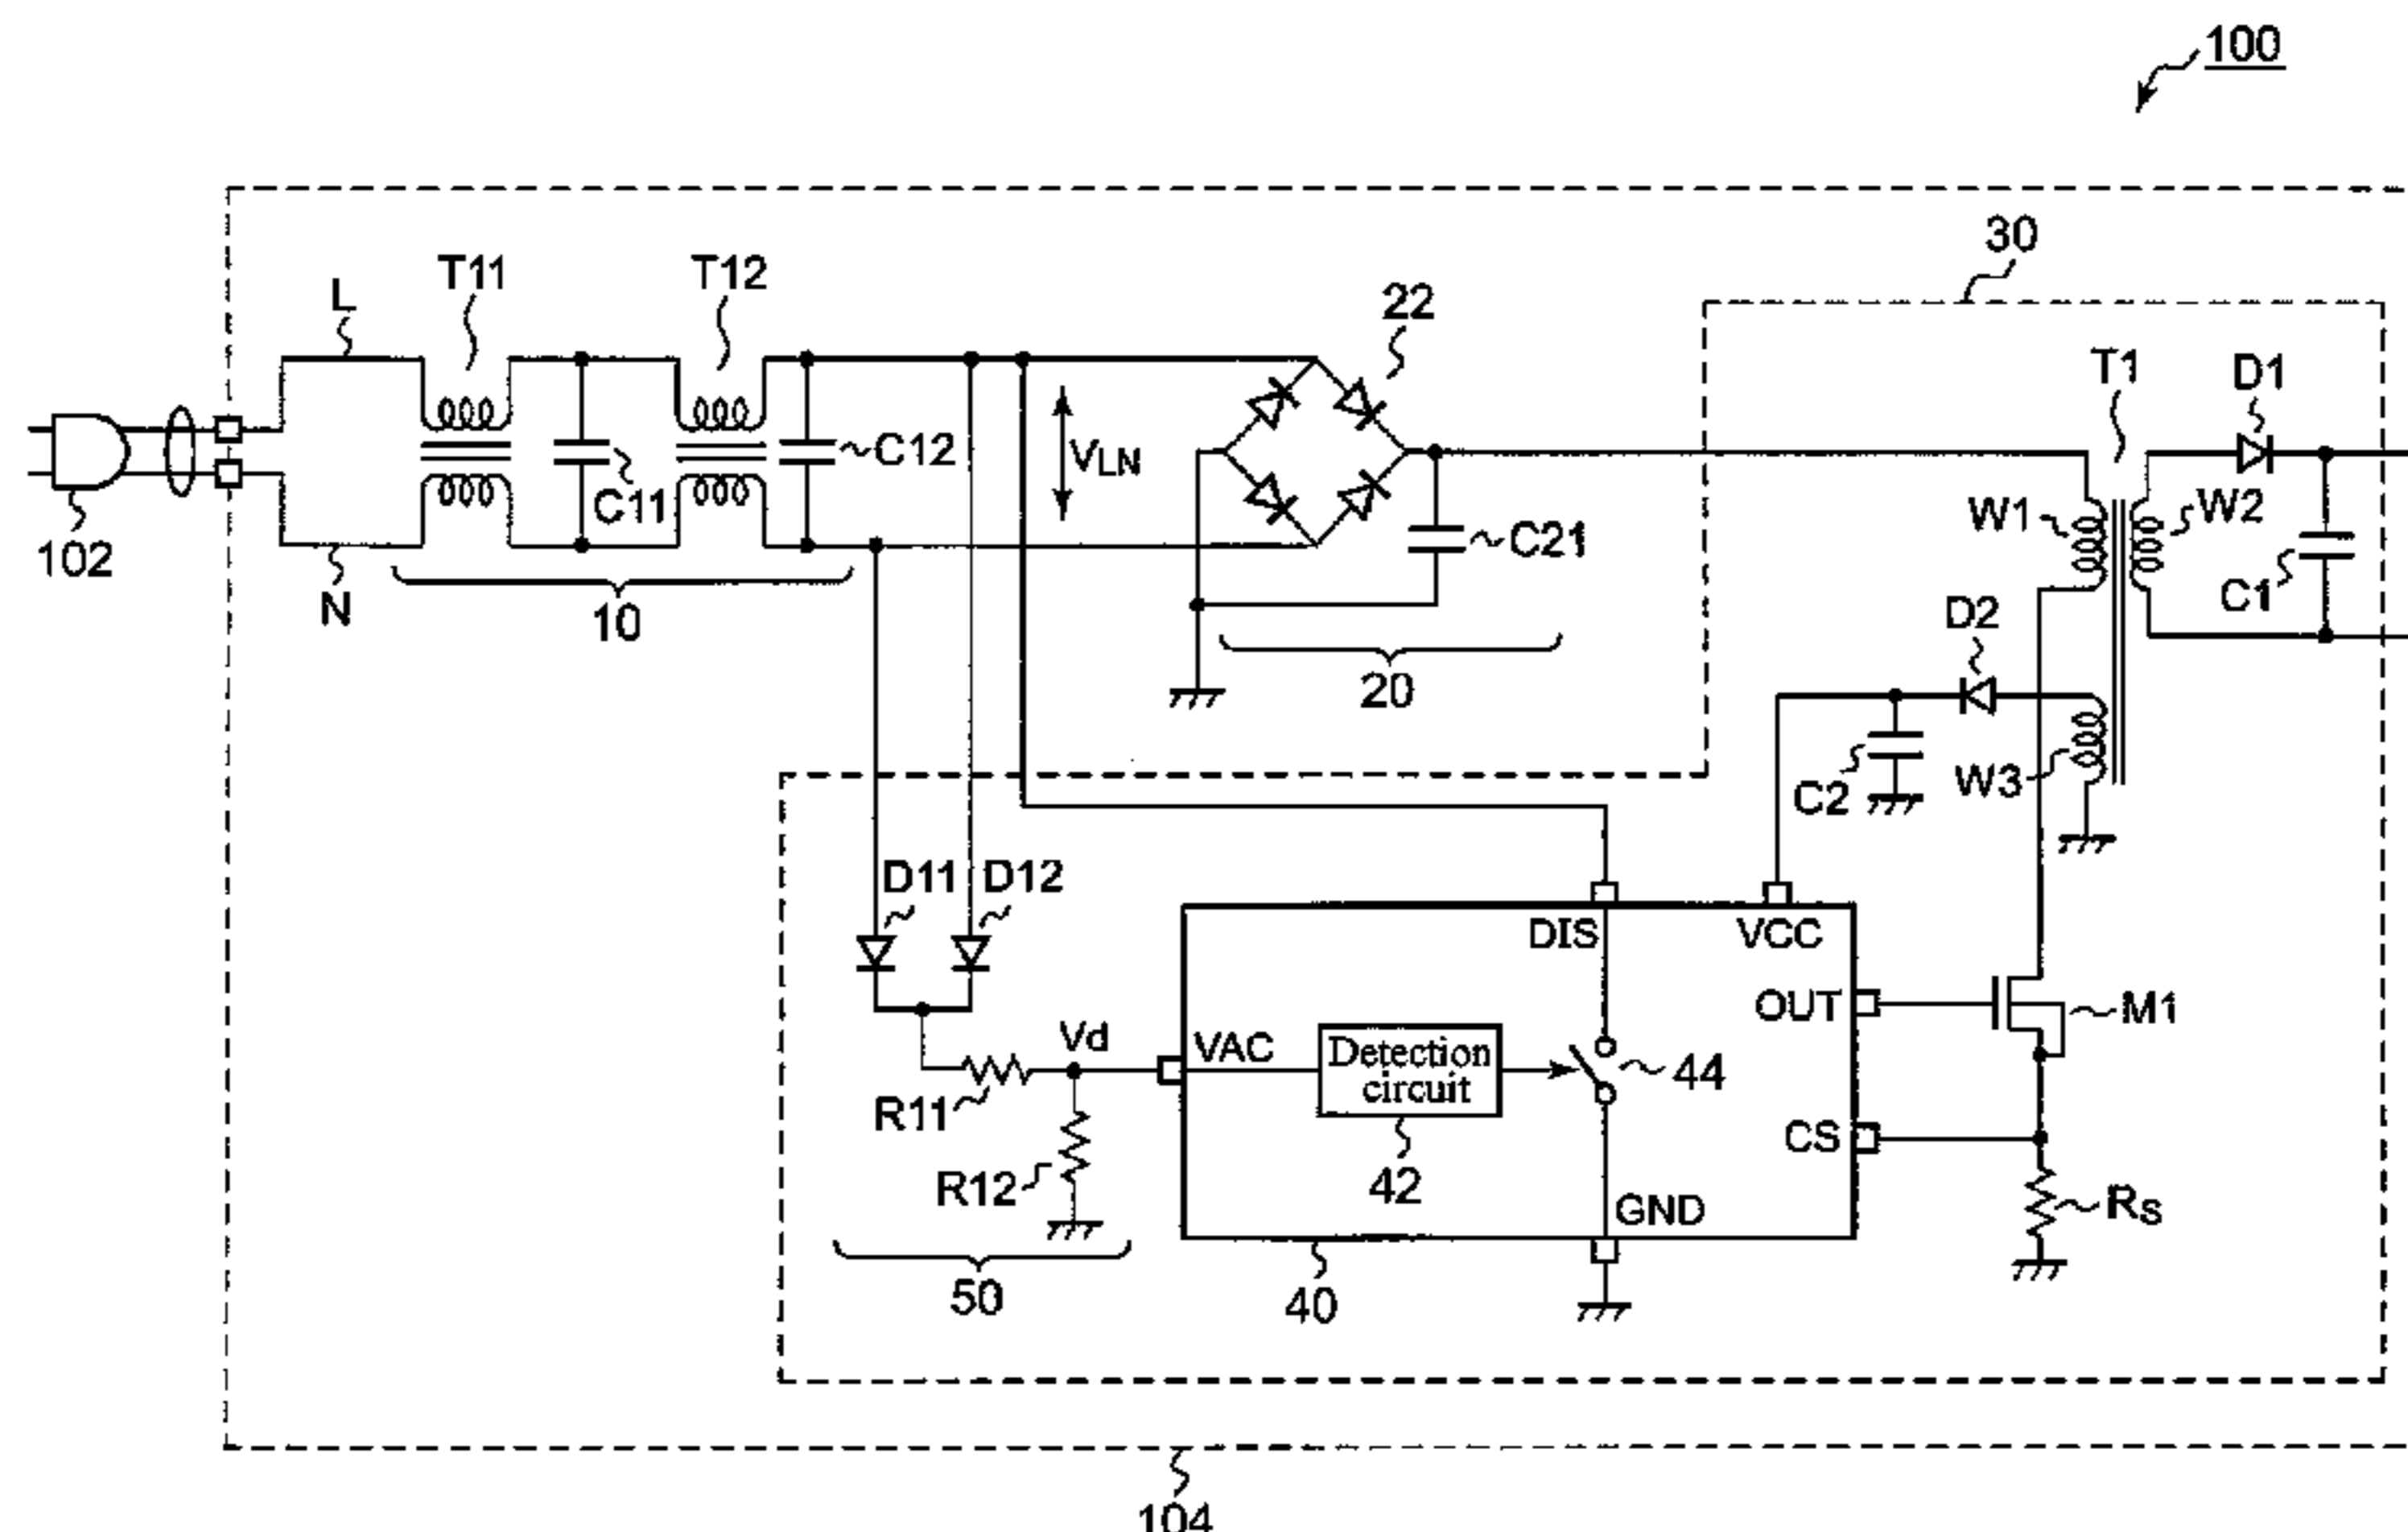 100
30
T11
T12
L
22
T1
D1
C12
VLN
C11
W1
W2
C21
102
N
10
C1
D2
20
C2
W3
D11
D12
DIS
VCC
OUT
M1
Vd
VAC
Detection
circuit
44
R11
CS
R12
42
GND
RS
50
40
104